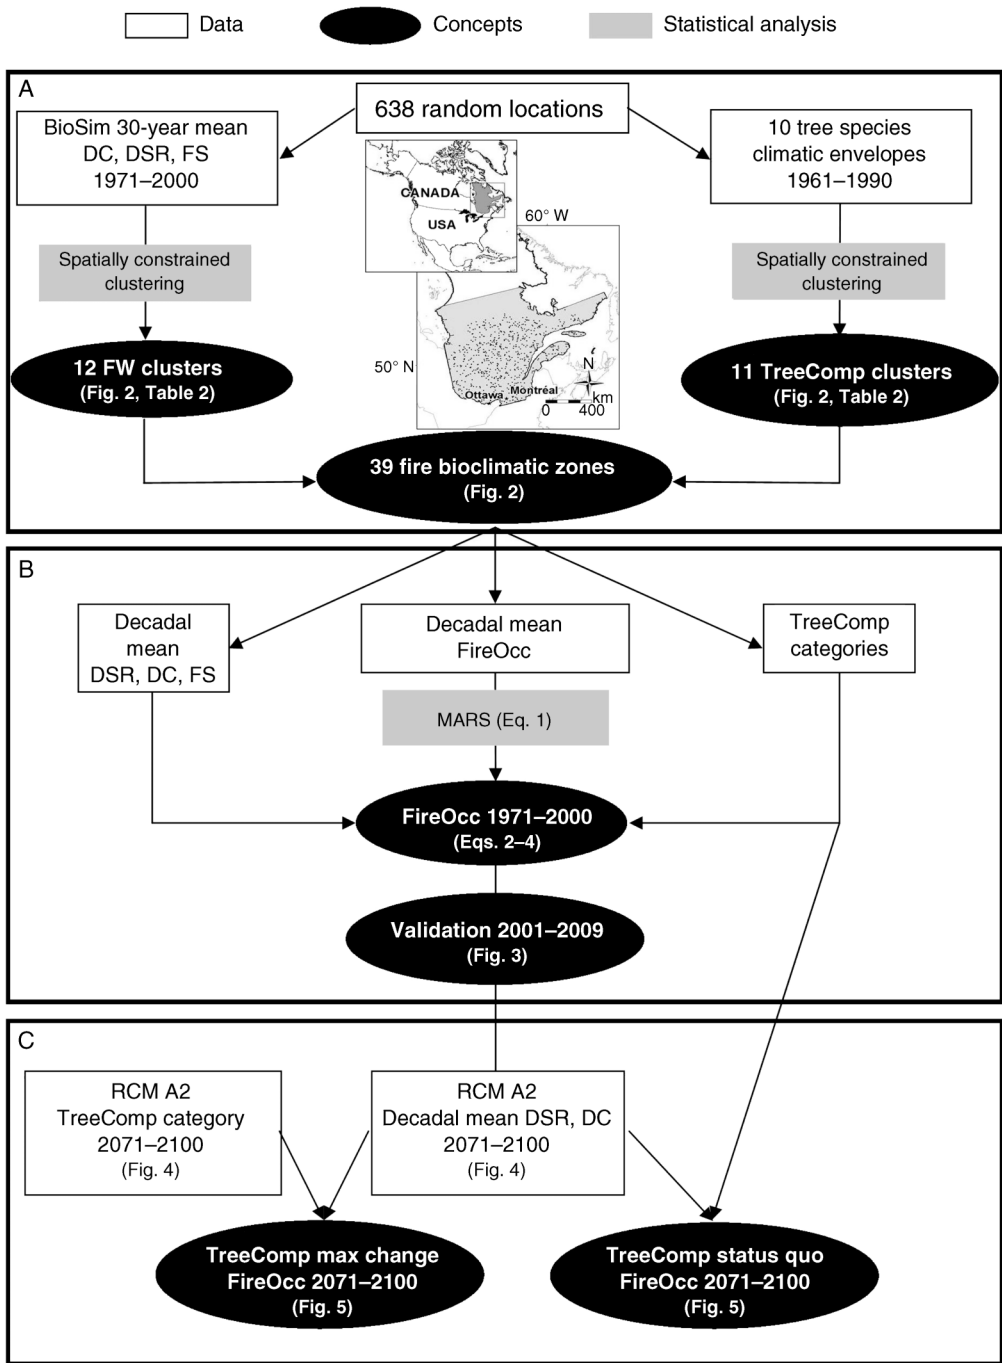 Data
Concepts
Statistical analysis
A
638 random locations
BioSim 30-year mean
DC, DSR, FS
1971–2000
10 tree species
climatic envelopes
1961–1990
CANADA
USA
60° W
Spatially constrained
clustering
Spatially constrained
clustering
50° N
12 FW clusters
(Fig. 2, Table 2)
11 TreeComp clusters
(Fig. 2, Table 2)
N
Ottawa
Montréal
km
0 400
39 fire bioclimatic zones
(Fig. 2)
B
Decadal
mean
DSR, DC, FS
Decadal mean
FireOcc
TreeComp
categories
MARS (Eq. 1)
FireOcc 1971–2000
(Eqs. 2–4)
Validation 2001–2009
(Fig. 3)
C
RCM A2
TreeComp category
2071–2100
(Fig. 4)
RCM A2
Decadal mean DSR, DC
2071–2100
(Fig. 4)
TreeComp max change
FireOcc 2071–2100
(Fig. 5)
TreeComp status quo
FireOcc 2071–2100
(Fig. 5)